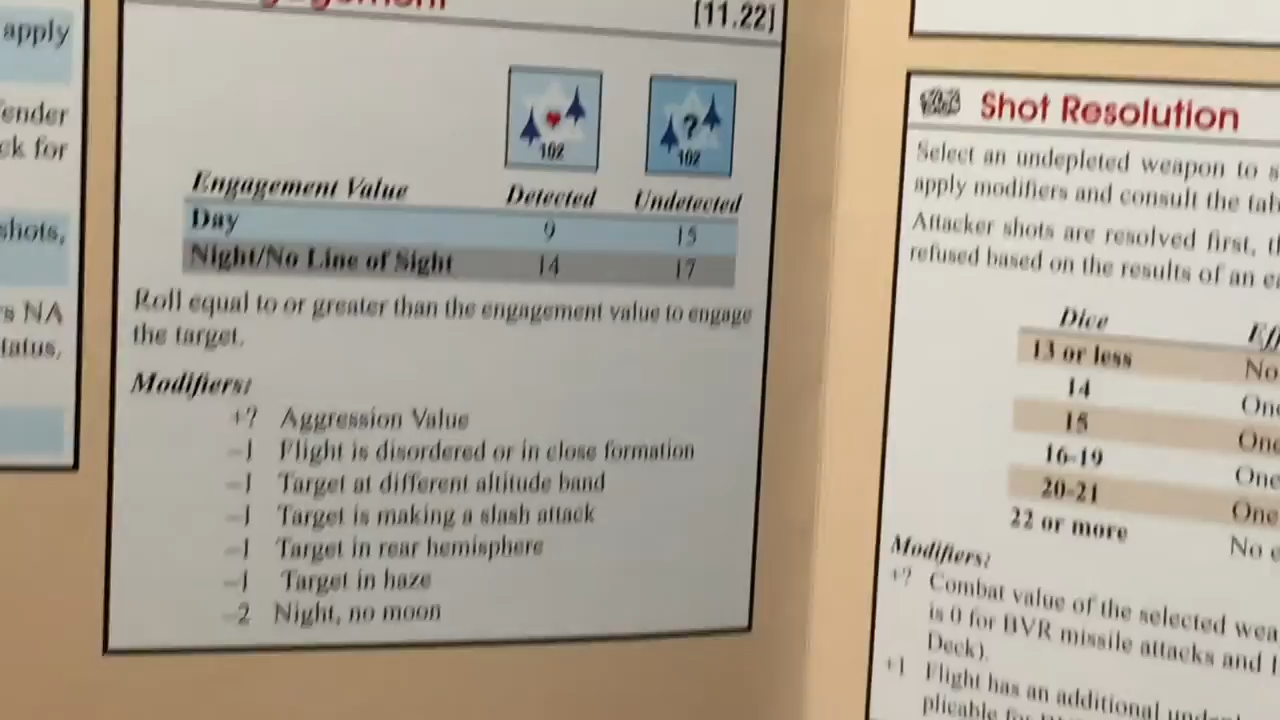 apply
ck for
shots,
NA
[11.22]
102
?
102
Engagement Value Detected Undetected
Day 9 15
Night/No Line of Sight 14 17
Roll equal to or greater than the engagement value to engage
the target.
Modifiers:
+? Aggression Value
–1 Flight is disordered or in close formation
–1 Target at different altitude band
–1 Target is making a slash attack
–1 Target in rear hemisphere
–1 Target in haze
–2 Night, no moon
Shot Resolution
Select an undepleted weapon to
apply modifiers and consult the
Attacker shots are resolved first,
refused based on the results of an
Dice
13 or less No
14 One
15 One
16-19 One
20-21 One
22 or more No
Modifiers:
+? Combat value of the selected
is 0 for BVR missile attacks and
Deck).
+1 Flight has an additional